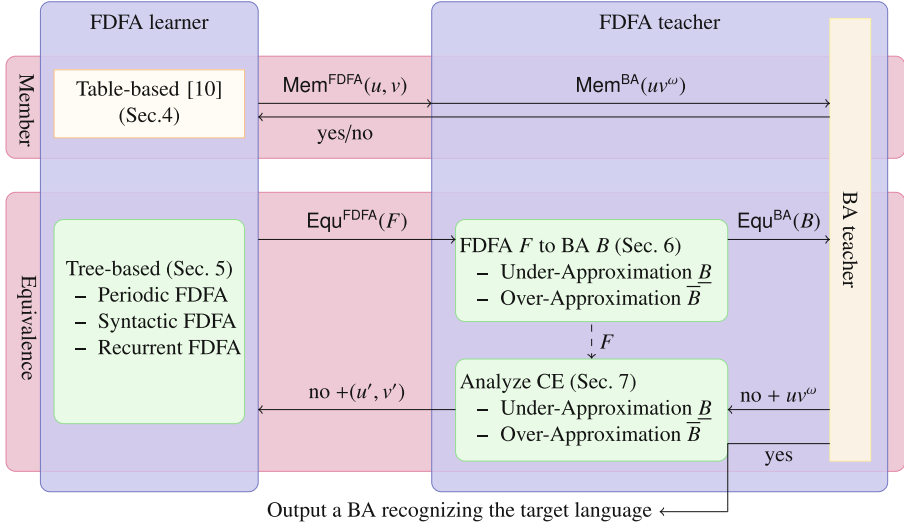 FDFA learner
FDFA teacher
Member
Table-based [10]
(Sec.4)
Mem^FDFA(u, v)
Mem^BA(uv^ω)
yes/no
BA teacher
Equivalence
Equ^FDFA(F)
Equ^BA(B)
Tree-based (Sec. 5)
– Periodic FDFA
– Syntactic FDFA
– Recurrent FDFA
FDFA F to BA B (Sec. 6)
– Under-Approximation B̲
– Over-Approximation B̅
F
Analyze CE (Sec. 7)
– Under-Approximation B̲
– Over-Approximation B̅
no +(u′, v′)
no + uv^ω
yes
Output a BA recognizing the target language